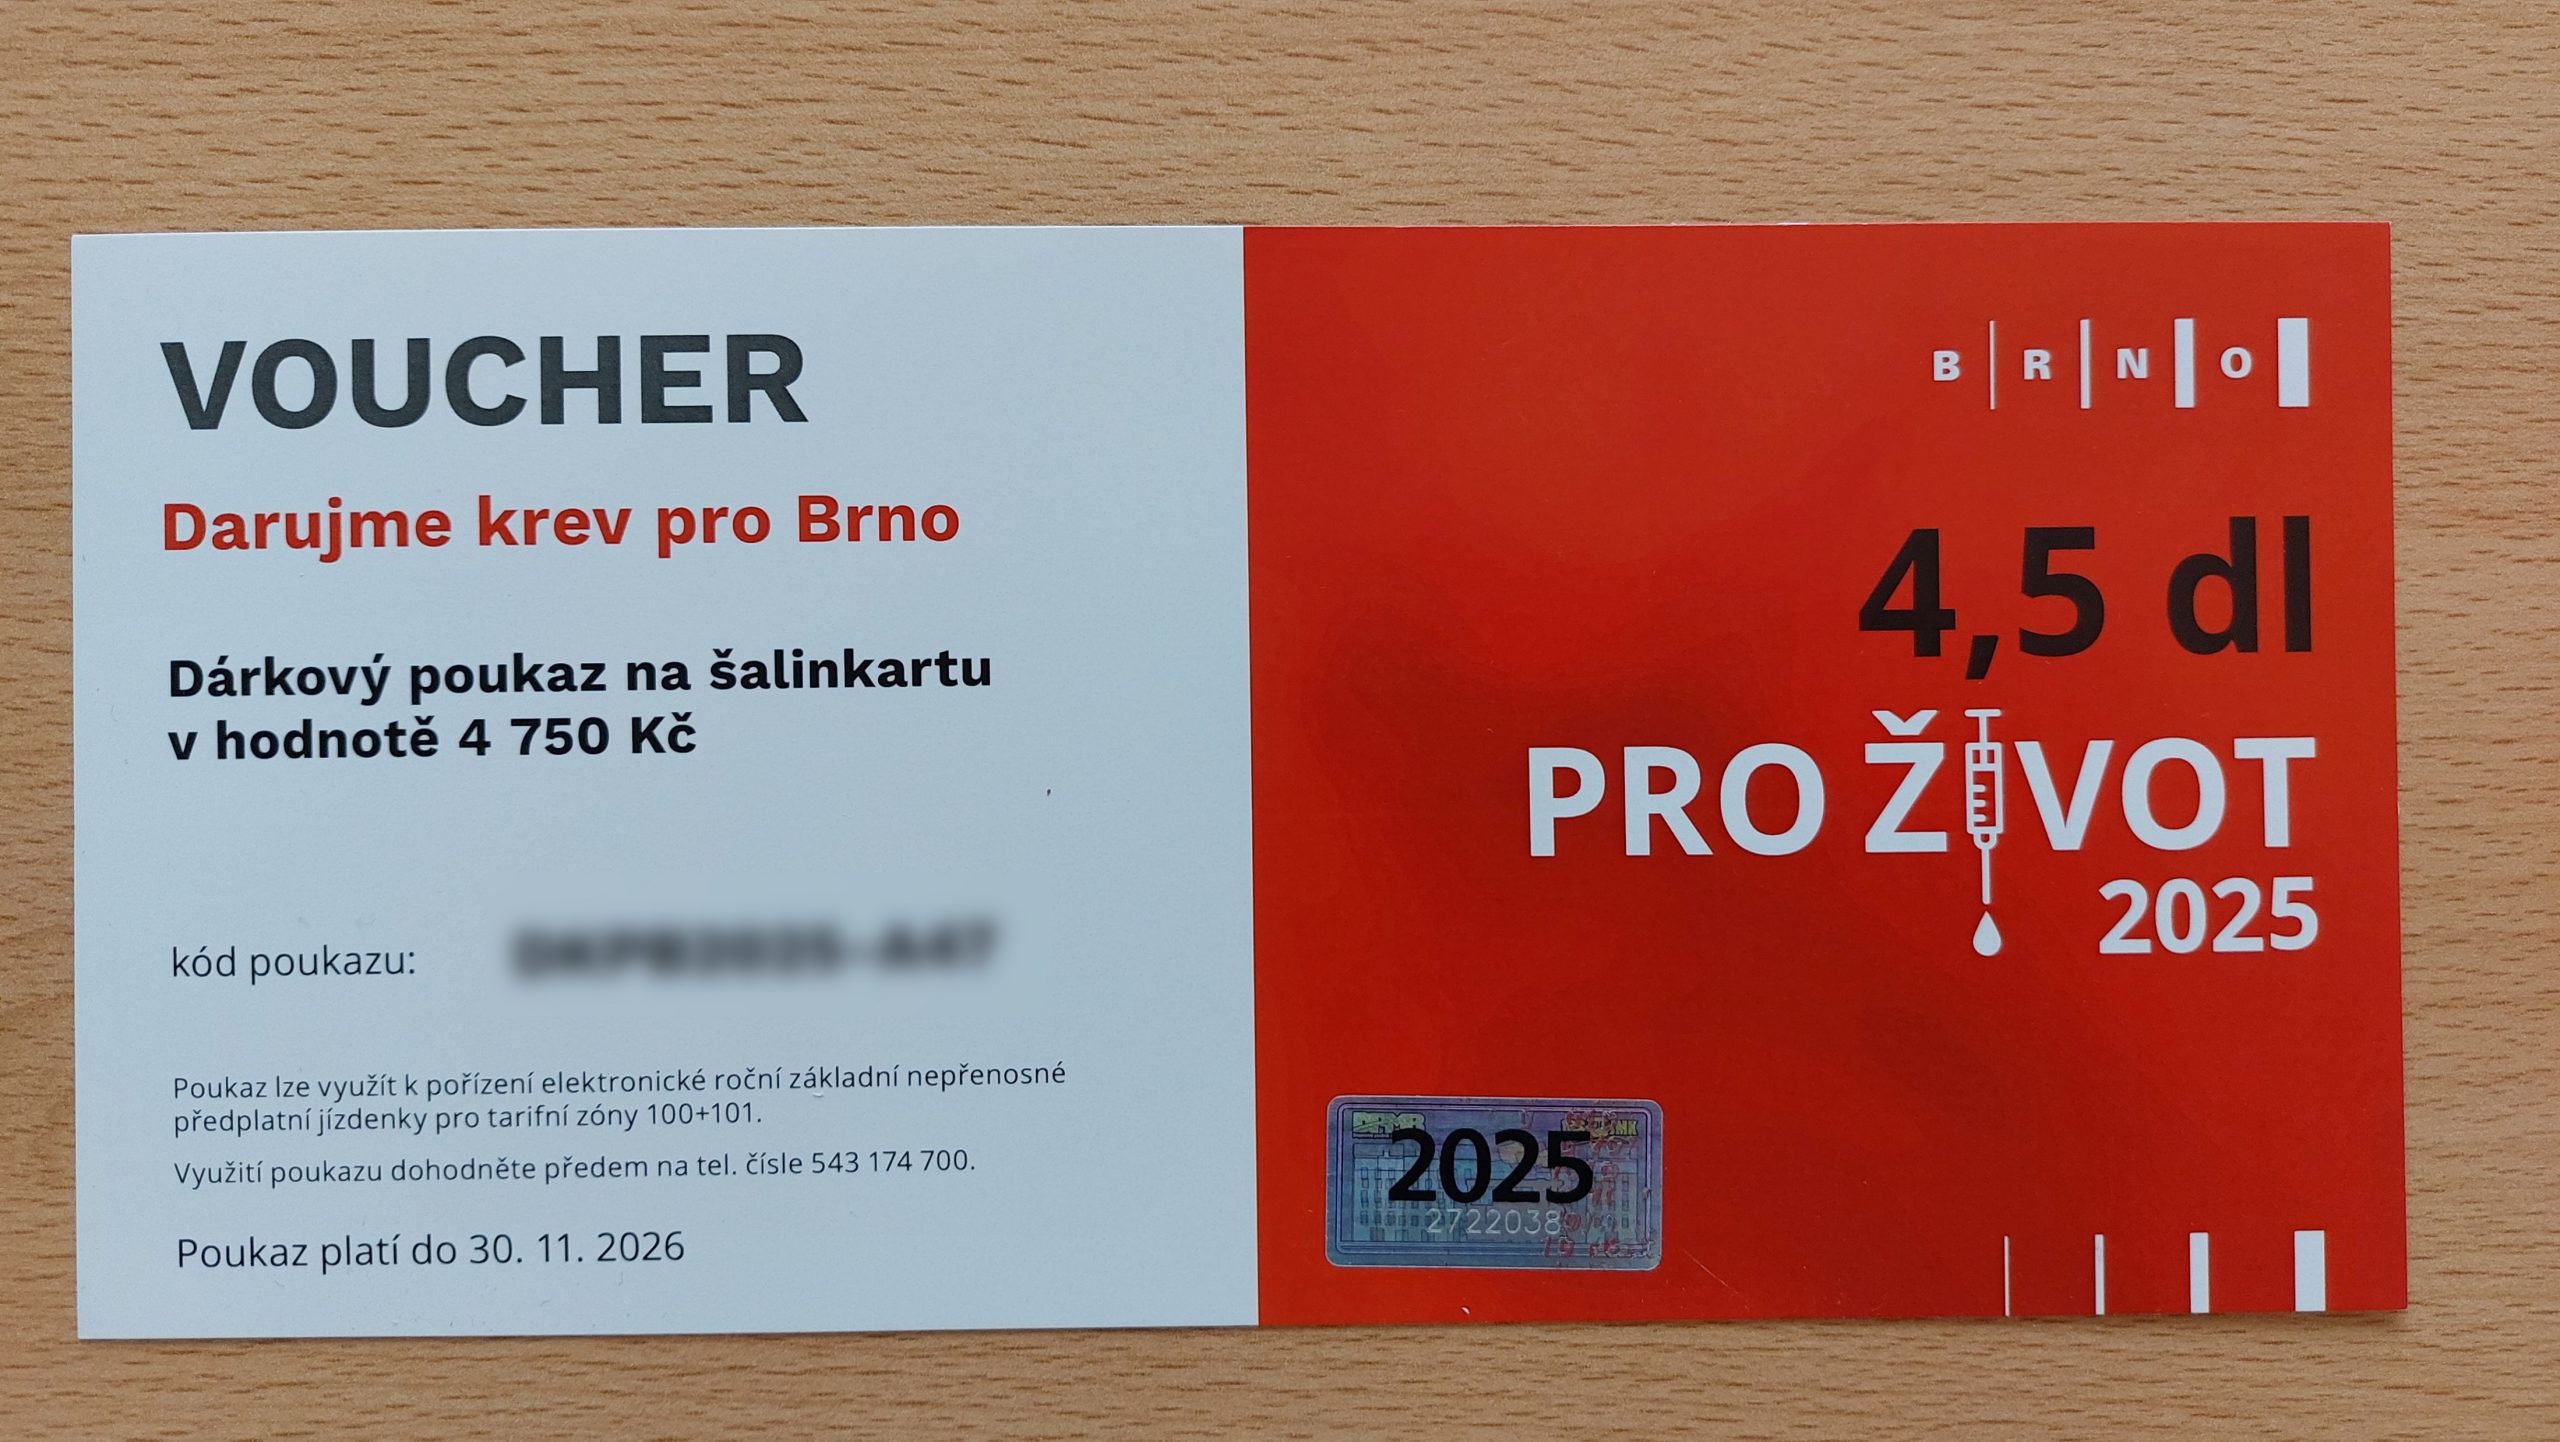 VOUCHER
Darujme krev pro Brno
Dárkový poukaz na šalinkartu
v hodnotě 4 750 Kč
kód poukazu:
Poukaz lze využít k pořízení elektronické roční základní nepřenosné
předplatní jízdenky pro tarifní zóny 100+101.
Využití poukazu dohodněte předem na tel. čísle 543 174 700.
Poukaz platí do 30. 11. 2026
BRNO
4,5 dl
PRO ŽIVOT
2025
2025
2722038